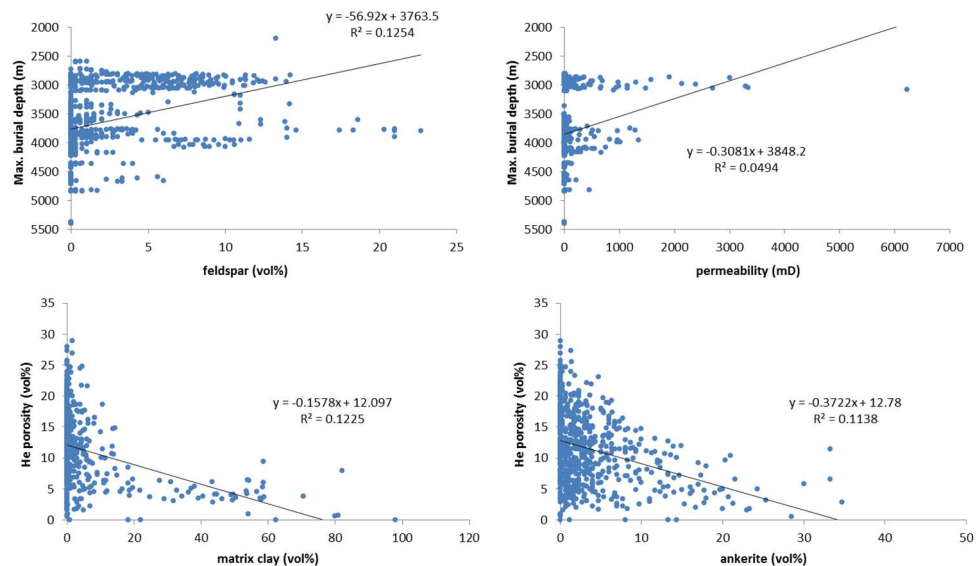 y = -56.92x + 3763.5
R² = 0.1254
Max. burial depth (m)
2000
2500
3000
3500
4000
4500
5000
5500
0 5 10 15 20 25
feldspar (vol%)
Max. burial depth (m)
2000
2500
3000
3500
4000
4500
5000
5500
y = -0.3081x + 3848.2
R² = 0.0494
0 1000 2000 3000 4000 5000 6000 7000
permeability (mD)
He porosity (vol%)
35
30
25
20
15
10
5
0
y = -0.1578x + 12.097
R² = 0.1225
0 20 40 60 80 100 120
matrix clay (vol%)
He porosity (vol%)
35
30
25
20
15
10
5
0
y = -0.3722x + 12.78
R² = 0.1138
0 10 20 30 40 50
ankerite (vol%)